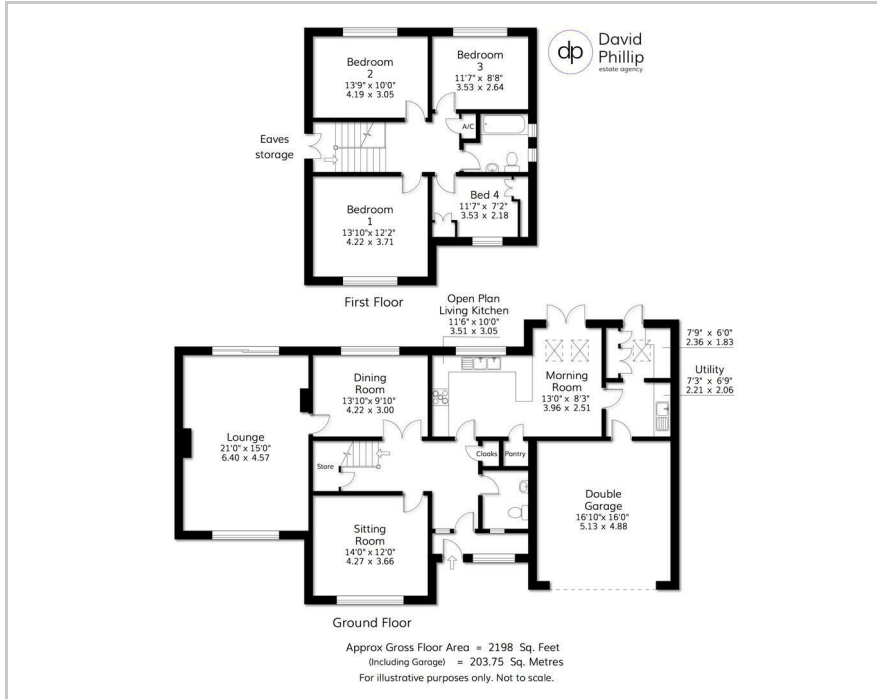 David
Phillip
estate agency
dp
Bedroom
2
13'9" x 10'0"
4.19 x 3.05
Bedroom
3
11'7" x 8'8"
3.53 x 2.64
A/C
Eaves
storage
Bedroom
1
13'10" x 12'2"
4.22 x 3.71
Bed 4
11'7" x 7'2"
3.53 x 2.18
First Floor
Open Plan
Living Kitchen
11'6" x 10'0"
3.51 x 3.05
7'9" x 6'0"
2.36 x 1.83
Utility
7'3" x 6'9"
2.21 x 2.06
Dining
Room
13'10" x 9'10"
4.22 x 3.00
Morning
Room
13'0" x 8'3"
3.96 x 2.51
Lounge
21'0" x 15'0"
6.40 x 4.57
Store
Cloaks
Pantry
Sitting
Room
14'0" x 12'0"
4.27 x 3.66
Double
Garage
16'10" x 16'0"
5.13 x 4.88
Ground Floor
Approx Gross Floor Area = 2198 Sq. Feet
(Including Garage) = 203.75 Sq. Metres
For illustrative purposes only. Not to scale.